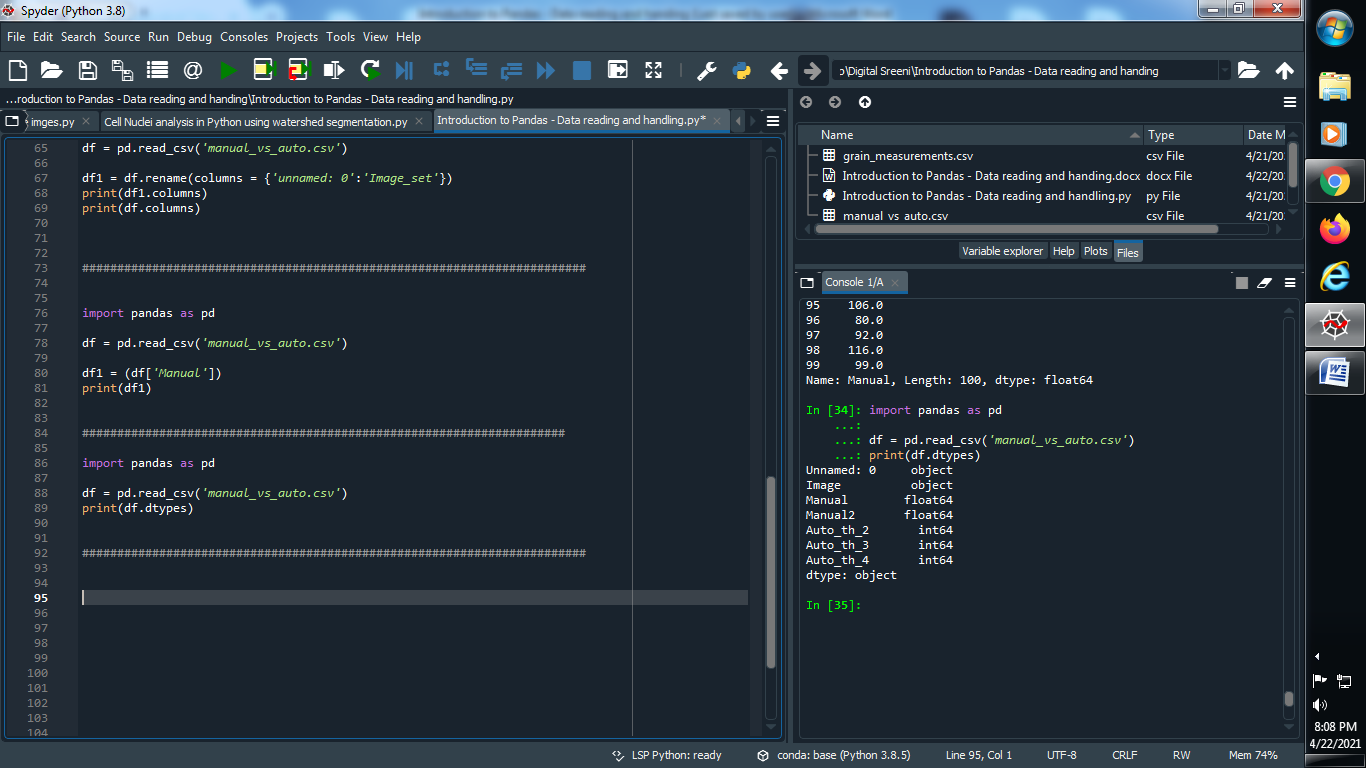 Spyder (Python 3.8)
File Edit Search Source Run Debug Consoles Projects Tools View Help
ɔ\Digital Sreeni\Introduction to Pandas - Data reading and handing
...roduction to Pandas - Data reading and handing\Introduction to Pandas - Data reading and handling.py
imges.py
Cell Nuclei analysis in Python using watershed segmentation.py
Introduction to Pandas - Data reading and handling.py*
65 df = pd.read_csv('manual_vs_auto.csv')
66
67 df1 = df.rename(columns = {'unnamed: 0':'Image_set'})
68 print(df1.columns)
69 print(df.columns)
70
71
72
73 ########################################################################
74
75
76 import pandas as pd
77
78 df = pd.read_csv('manual_vs_auto.csv')
79
80 df1 = (df['Manual'])
81 print(df1)
82
83
84 #####################################################################
85
86 import pandas as pd
87
88 df = pd.read_csv('manual_vs_auto.csv')
89 print(df.dtypes)
90
91
92 ########################################################################
93
94
95
96
97
98
99
100
101
102
103
104
Name Type Date M
grain_measurements.csv csv File 4/21/20
Introduction to Pandas - Data reading and handing.docx docx File 4/22/20
Introduction to Pandas - Data reading and handling.py py File 4/21/20
manual_vs_auto.csv csv File 4/21/20
Variable explorer Help Plots Files
Console 1/A
95 106.0
96 80.0
97 92.0
98 116.0
99 99.0
Name: Manual, Length: 100, dtype: float64
In [34]: import pandas as pd
...:
...: df = pd.read_csv('manual_vs_auto.csv')
...: print(df.dtypes)
Unnamed: 0 object
Image object
Manual float64
Manual2 float64
Auto_th_2 int64
Auto_th_3 int64
Auto_th_4 int64
dtype: object
In [35]:
LSP Python: ready conda: base (Python 3.8.5) Line 95, Col 1 UTF-8 CRLF RW Mem 74%
8:08 PM
4/22/2021